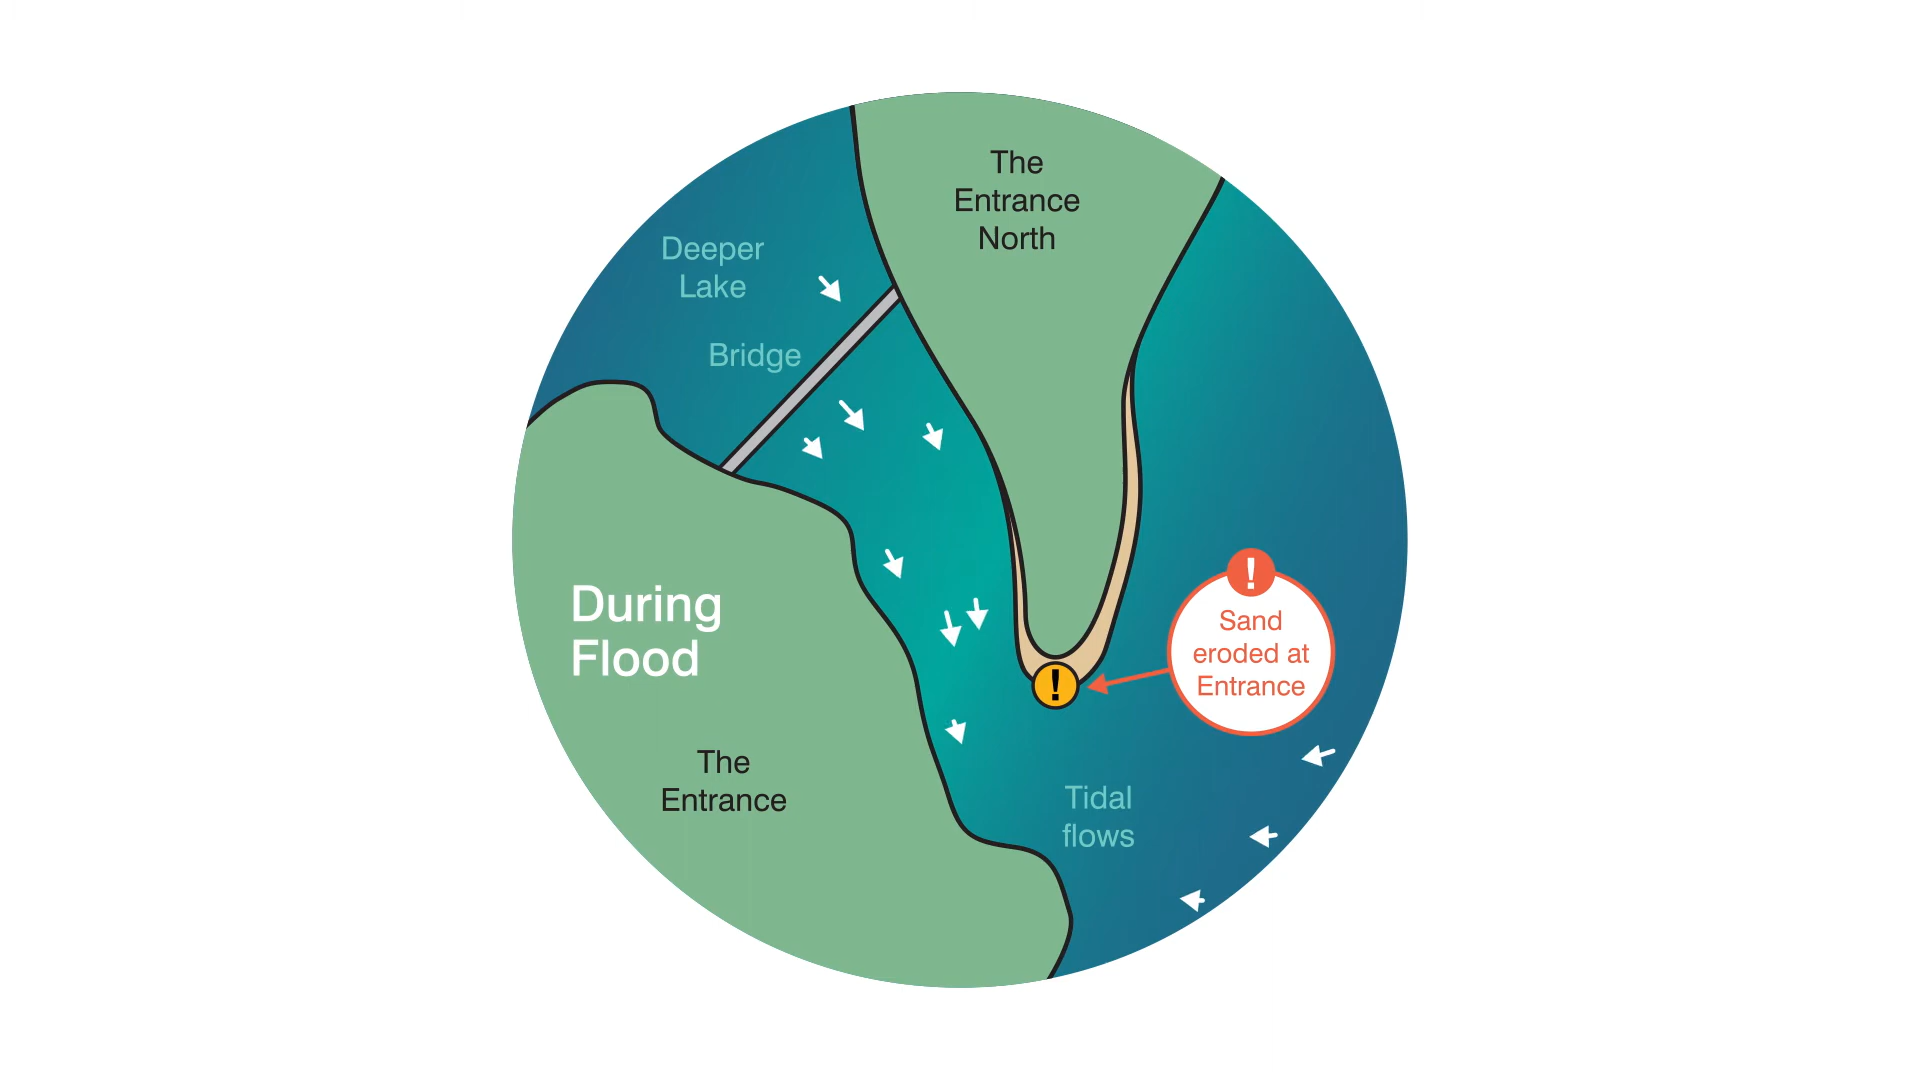 The
Entrance
North
Deeper
Lake
Bridge
During
Flood
!
Sand
eroded at
Entrance
!
The
Entrance
Tidal
flows